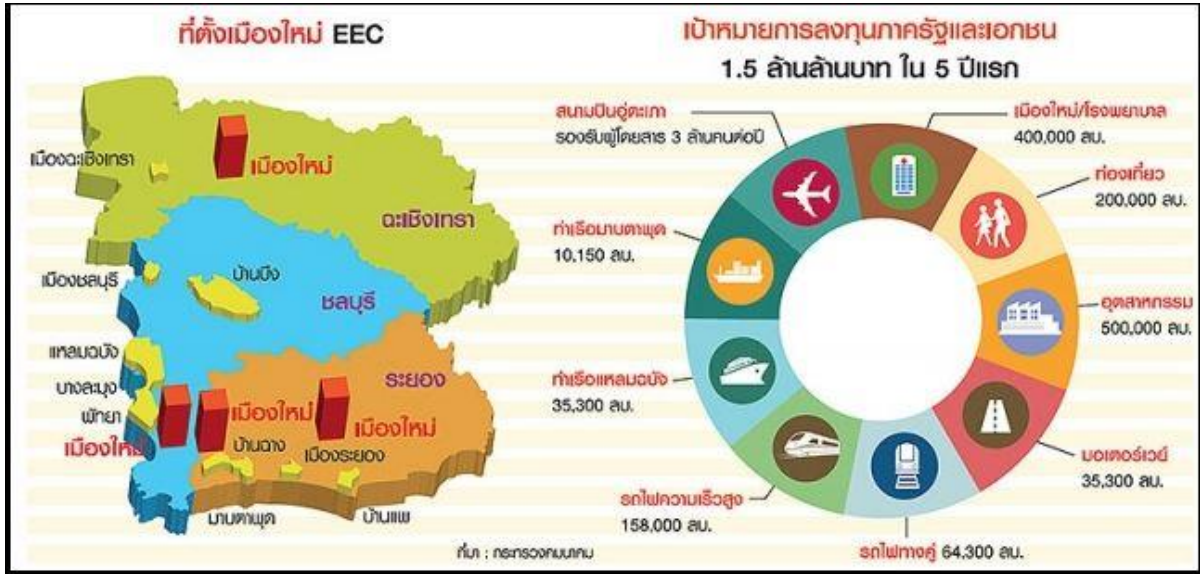 ที่ตั้งเมืองใหม่ EEC
เมืองฉะเชิงเทรา
เมืองใหม่
ฉะเชิงเทรา
เมืองชลบุรี
บ้านบึง
ชลบุรี
แหลมฉบัง
บางละมุง
พัทยา
เมืองใหม่
ระยอง
เมืองใหม่
เมืองใหม่
บ้านฉาง
เมืองระยอง
มาบตาพุด
บ้านเพ
ที่มา ; กระทรวงคมนาคม
เป้าหมายการลงทุนภาครัฐและเอกชน
1.5 ล้านล้านบาท ใน 5 ปีแรก
สนามบินอู่ตะเภา
รองรับผู้โดยสาร 3 ล้านคนต่อปี
เมืองใหม่/โรงพยาบาล
400,000 ลบ.
ท่องเที่ยว
200,000 ลบ.
ท่าเรือมาบตาพุด
10,150 ลบ.
อุตสาหกรรม
500,000 ลบ.
ท่าเรือแหลมฉบัง
35,300 ลบ.
มอเตอร์เวย์
35,300 ลบ.
รถไฟความเร็วสูง
158,000 ลบ.
รถไฟทางคู่ 64,300 ลบ.